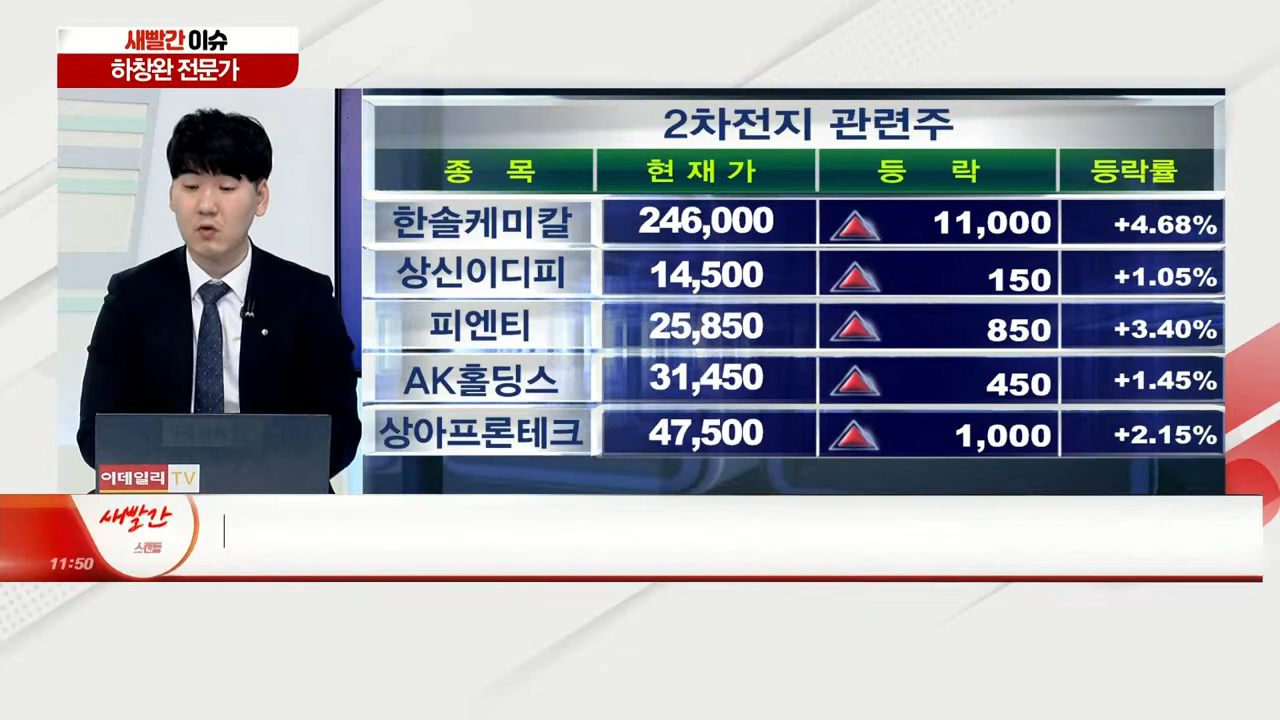 새빨간 이슈
하창완 전문가
2차전지 관련주
종 목 현 재 가 등 락 등락률
한솔케미칼 246,000 11,000 +4.68%
상신이디피 14,500 150 +1.05%
피엔티 25,850 850 +3.40%
AK홀딩스 31,450 450 +1.45%
상아프론테크 47,500 1,000 +2.15%
이데일리 TV
새빨간
스캔들
11:50